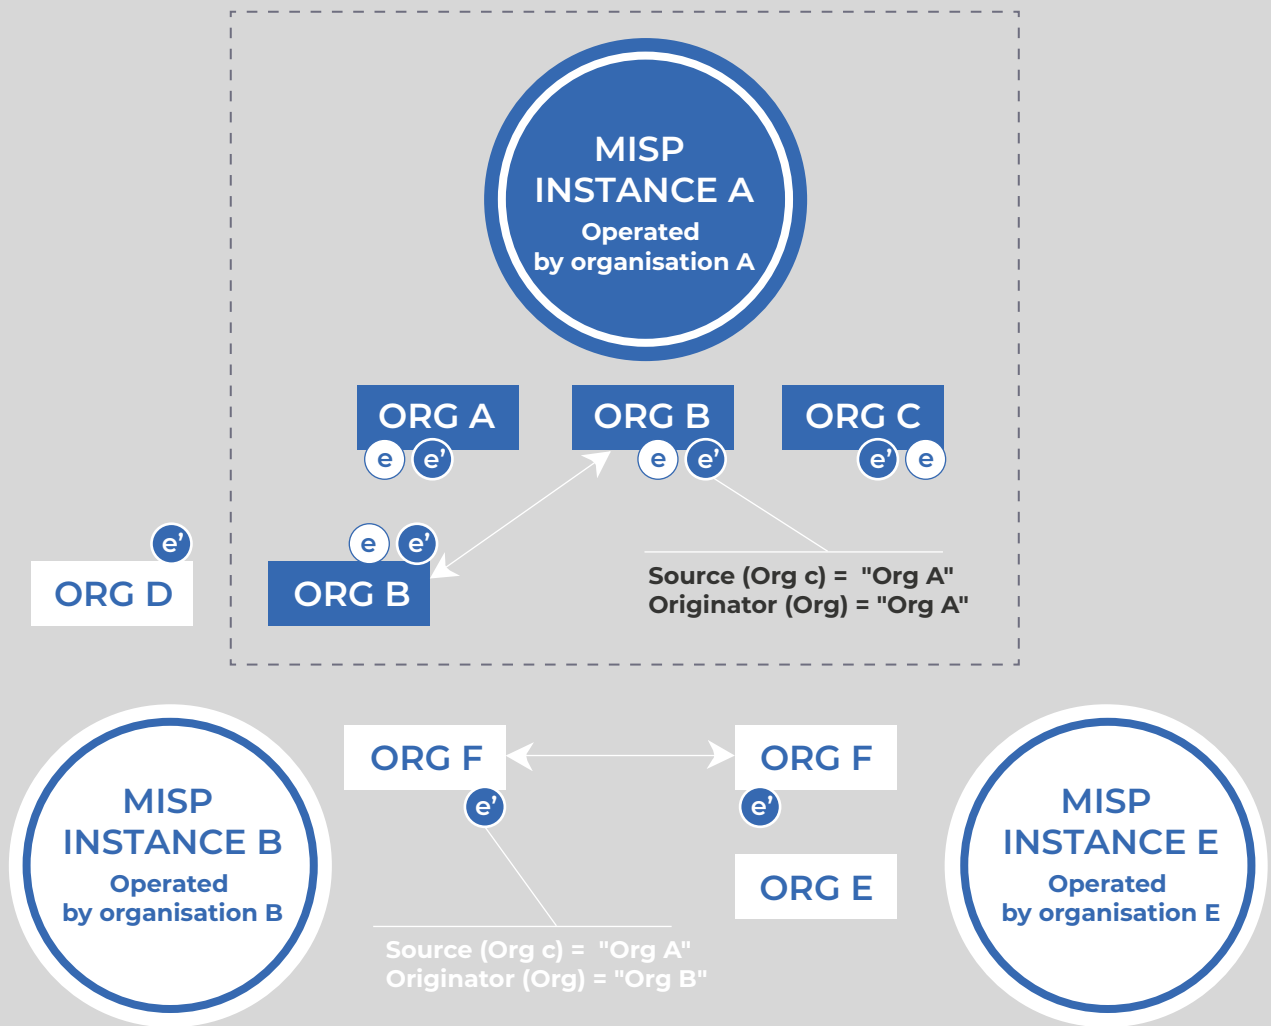 MISP
INSTANCE A
Operated
by organisation A
ORG A
ORG B
ORG C
e
e’
e
e’
e’
e
e’
e
e’
ORG D
ORG B
Source (Org c) = "Org A"
Originator (Org) = "Org A"
MISP
INSTANCE B
Operated
by organisation B
ORG F
ORG F
e’
e’
ORG E
Source (Org c) = "Org A"
Originator (Org) = "Org B"
MISP
INSTANCE E
Operated
by organisation E